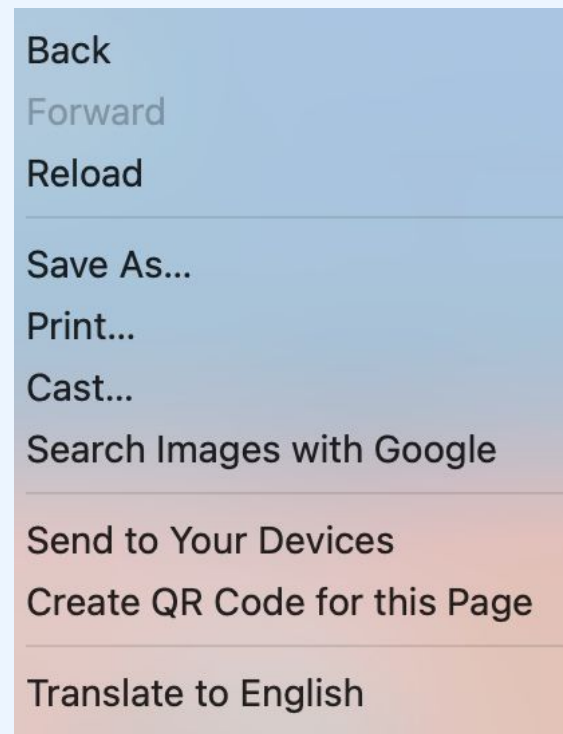 Back
Forward
Reload
Save As...
Print...
Cast...
Search Images with Google
Send to Your Devices
Create QR Code for this Page
Translate to English